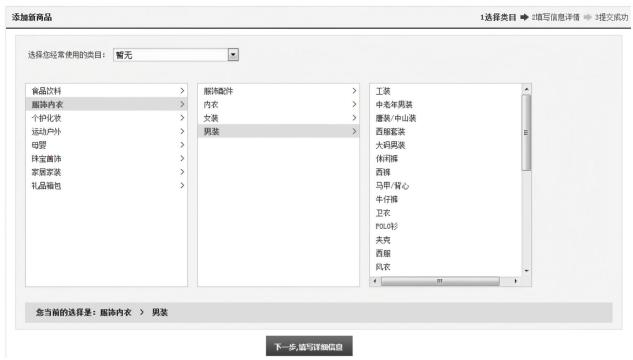 添加新商品
1选择类目 ➡ 2填写信息详情 ➡ 3提交成功
选择您经常使用的类目： 暂无
食品饮料 >
服饰内衣 >
个护化妆 >
运动户外 >
母婴 >
珠宝首饰 >
家居家装 >
礼品箱包 >
服饰配件 >
内衣 >
女装 >
男装 >
工装
中老年男装
唐装/中山装
西服套装
大码男装
休闲裤
西裤
马甲/背心
牛仔裤
卫衣
POLO衫
夹克
西服
风衣
您当前的选择是：服饰内衣 > 男装
下一步,填写详细信息